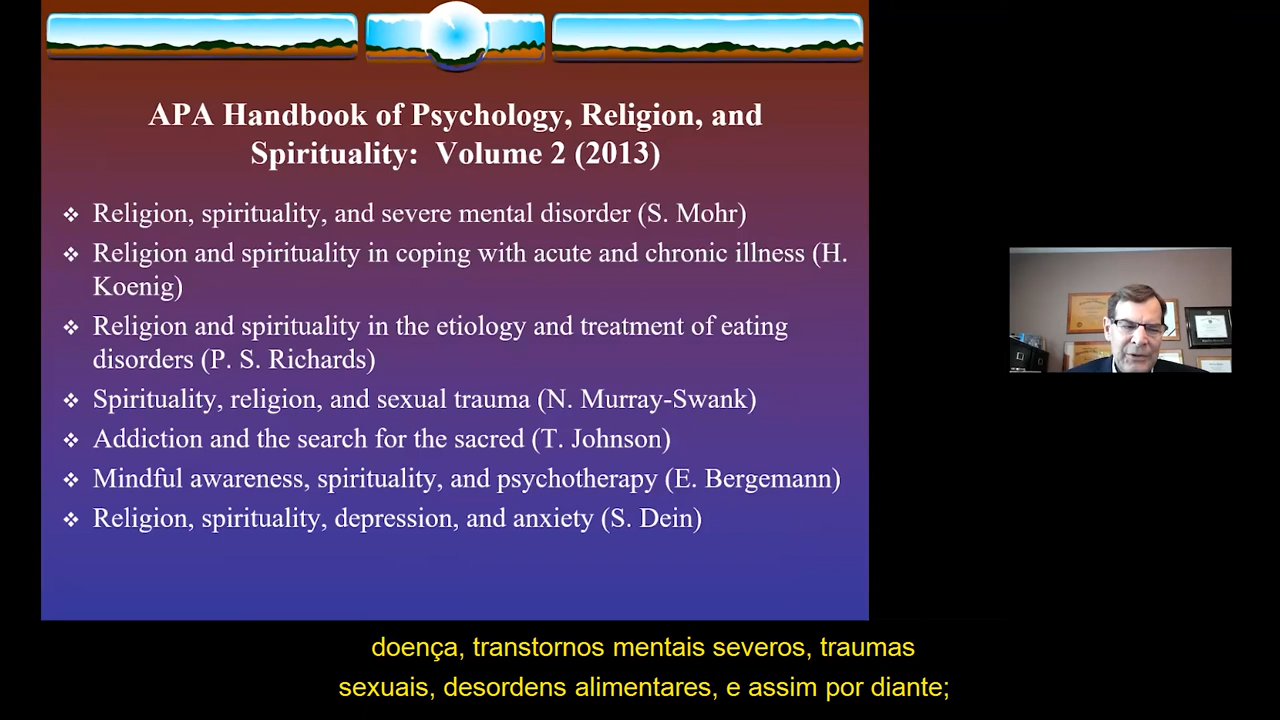 APA Handbook of Psychology, Religion, and
Spirituality: Volume 2 (2013)
❖ Religion, spirituality, and severe mental disorder (S. Mohr)
❖ Religion and spirituality in coping with acute and chronic illness (H.
Koenig)
❖ Religion and spirituality in the etiology and treatment of eating
disorders (P. S. Richards)
❖ Spirituality, religion, and sexual trauma (N. Murray-Swank)
❖ Addiction and the search for the sacred (T. Johnson)
❖ Mindful awareness, spirituality, and psychotherapy (E. Bergemann)
❖ Religion, spirituality, depression, and anxiety (S. Dein)
doença, transtornos mentais severos, traumas
sexuais, desordens alimentares, e assim por diante;